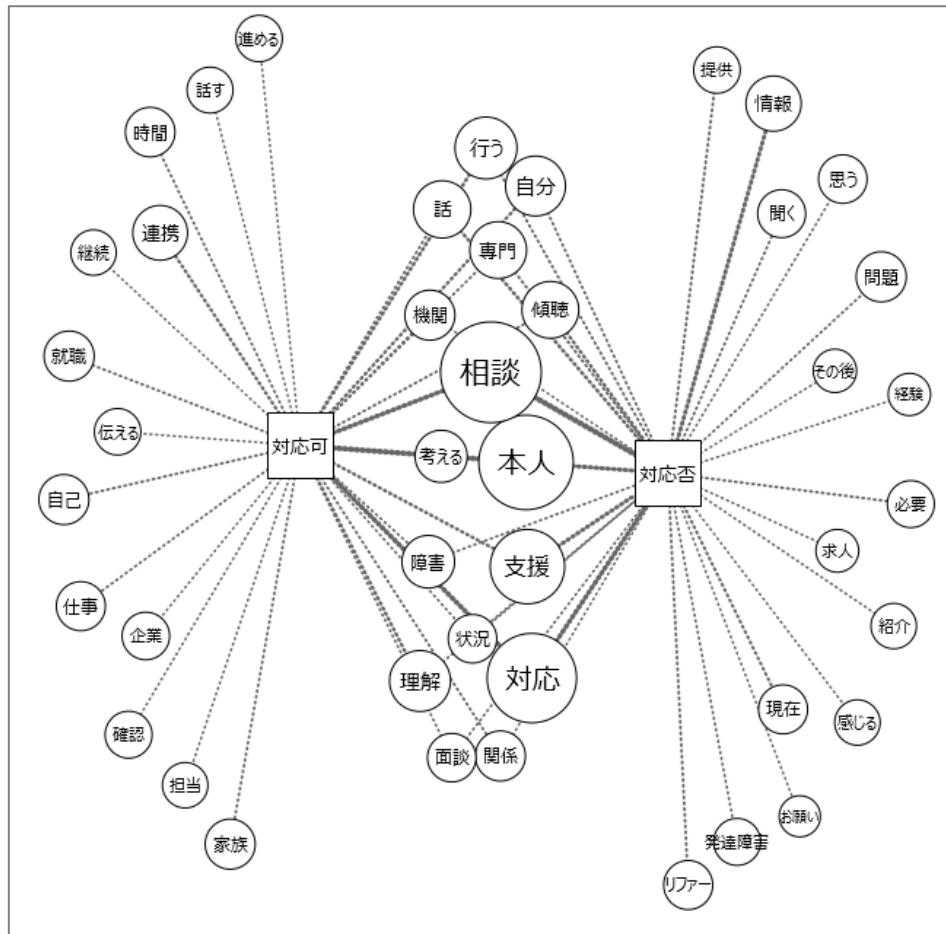 進める
話す
時間
連携
継続
就職
伝える
自己
仕事
企業
確認
担当
家族
対応可
行う
自分
話
専門
機関
傾聴
相談
考える
本人
障害
支援
状況
理解
対応
面談
関係
対応否
提供
情報
思う
聞く
問題
その後
経験
必要
求人
紹介
現在
感じる
お願い
発達障害
リファー